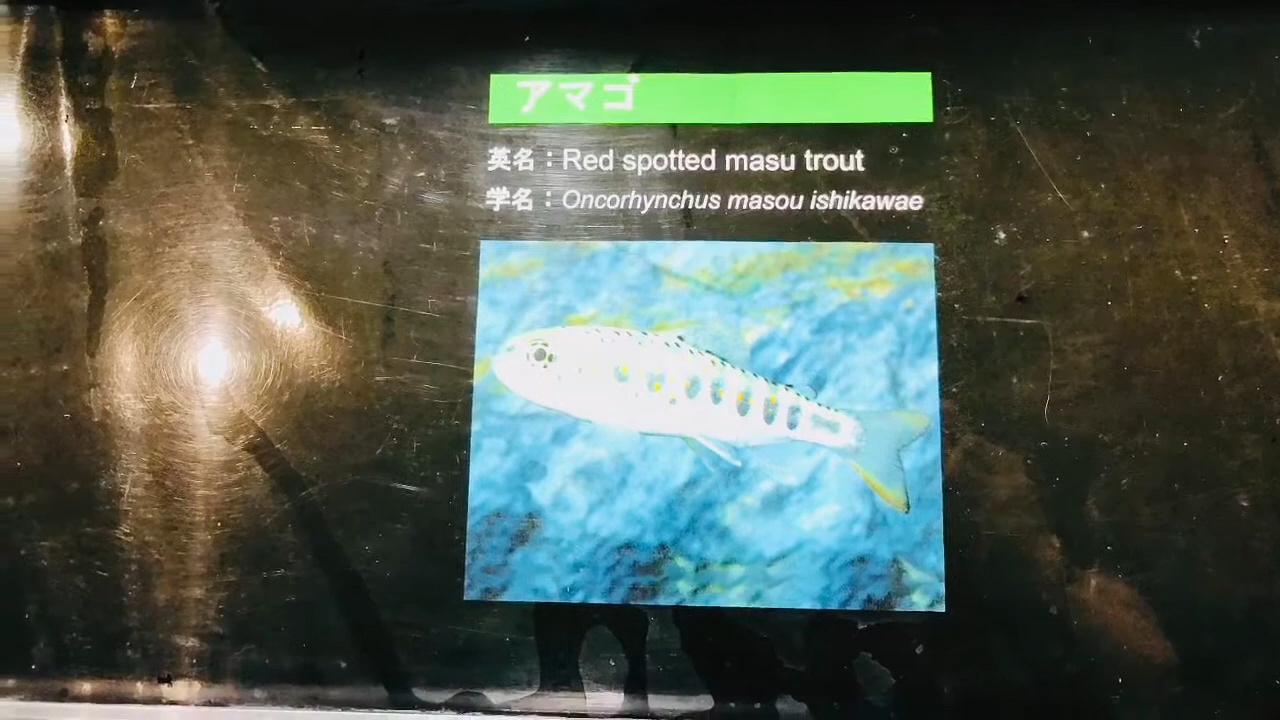 アマゴ
英名：Red spotted masu trout
学名：Oncorhynchus masou ishikawae